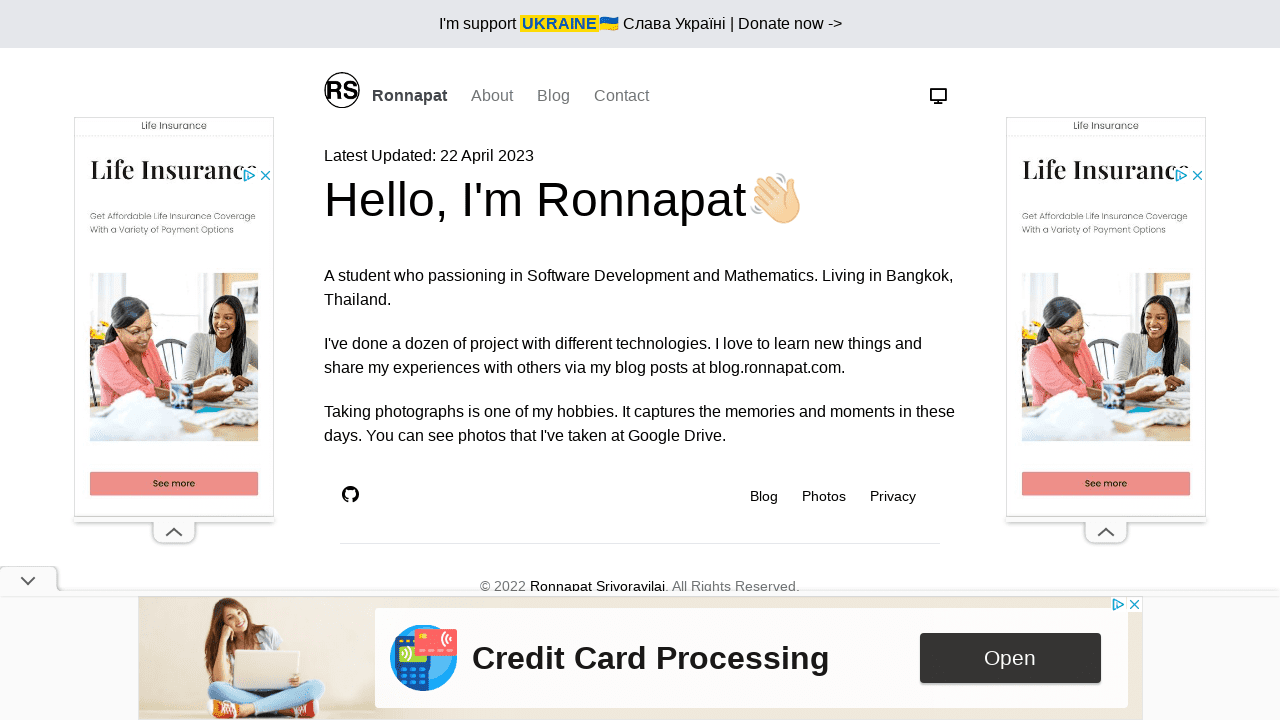 I'm support UKRAINE🇺🇦 Слава Україні | Donate now ->
RS Ronnapat About Blog Contact
Latest Updated: 22 April 2023
Hello, I'm Ronnapat👋🏻
A student who passioning in Software Development and Mathematics. Living in Bangkok,
Thailand.
I've done a dozen of project with different technologies. I love to learn new things and
share my experiences with others via my blog posts at blog.ronnapat.com.
Taking photographs is one of my hobbies. It captures the memories and moments in these
days. You can see photos that I've taken at Google Drive.
Blog Photos Privacy
© 2022 Ronnapat Srivoravilai. All Rights Reserved.
Life Insurance
Life Insurance
Get Affordable Life Insurance Coverage
With a Variety of Payment Options
See more
Life Insurance
Life Insurance
Get Affordable Life Insurance Coverage
With a Variety of Payment Options
See more
Credit Card Processing
Open